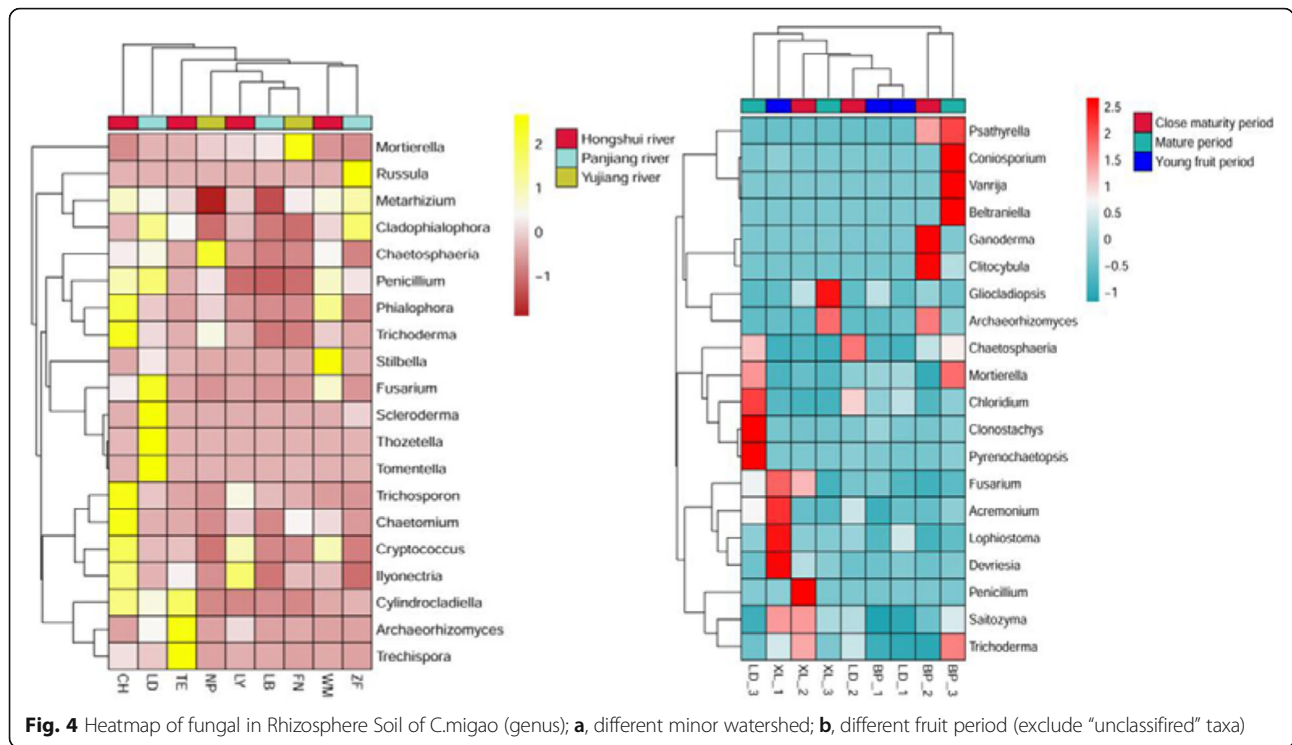 Mortierella
Russula
Metarhizium
Cladophialophora
Chaetosphaeria
Penicillium
Phialophora
Trichoderma
Stilbella
Fusarium
Scleroderma
Thozetella
Tomentella
Trichosporon
Chaetomium
Cryptococcus
Ilyonectria
Cylindrocladiella
Archaeorhizomyces
Trechispora
CH LD TE NP LY LB FN WM ZF
2
1
0
−1
Hongshui river
Panjiang river
Yujiang river
Psathyrella
Coniosporium
Vanrija
Beltraniella
Ganoderma
Clitocybula
Gliocladiopsis
Archaeorhizomyces
Chaetosphaeria
Mortierella
Chloridium
Clonostachys
Pyrenochaetopsis
Fusarium
Acremonium
Lophiostoma
Devriesia
Penicillium
Saitozyma
Trichoderma
LD_3 XL_1 XL_2 XL_3 LD_2 BP_1 LD_1 BP_2 BP_3
2.5
2
1.5
1
0.5
0
−0.5
−1
Close maturity period
Mature period
Young fruit period
Fig. 4 Heatmap of fungal in Rhizosphere Soil of C.migao (genus); a, different minor watershed; b, different fruit period (exclude “unclassifired” taxa)